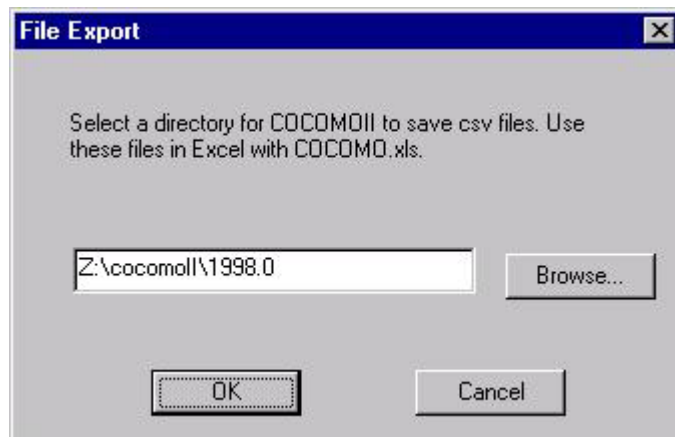 File Export
Select a directory for COCOMOII to save csv files. Use
these files in Excel with COCOMO.xls.
Z:\cocomoII\1998.0
Browse...
OK
Cancel